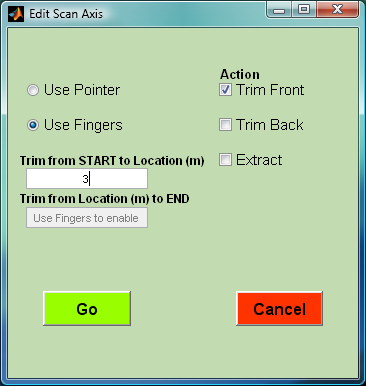 Edit Scan Axis
Action
Use Pointer
Trim Front
Use Fingers
Trim Back
Trim from START to Location (m)
Extract
3
Trim from Location (m) to END
Use Fingers to enable
Go
Cancel